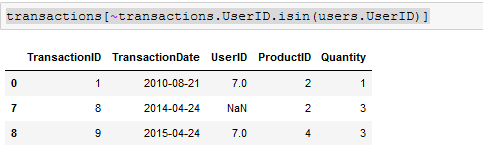 transactions[~transactions.UserID.isin(users.UserID)]
TransactionID TransactionDate UserID ProductID Quantity
0 1 2010-08-21 7.0 2 1
7 8 2014-04-24 NaN 2 3
8 9 2015-04-24 7.0 4 3